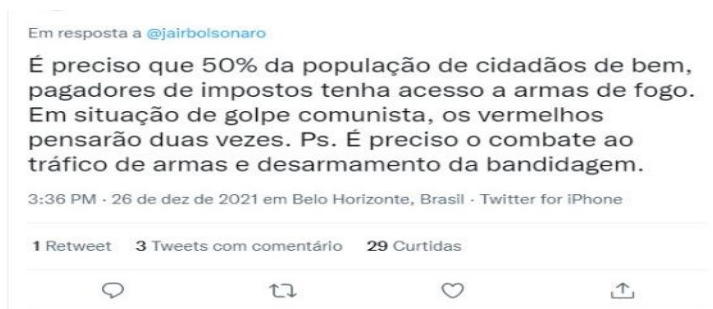 Em resposta a @jairbolsonaro
É preciso que 50% da população de cidadãos de bem,
pagadores de impostos tenha acesso a armas de fogo.
Em situação de golpe comunista, os vermelhos
pensarão duas vezes. Ps. É preciso o combate ao
tráfico de armas e desarmamento da bandidagem.
3:36 PM · 26 de dez de 2021 em Belo Horizonte, Brasil · Twitter for iPhone
1 Retweet 3 Tweets com comentário 29 Curtidas